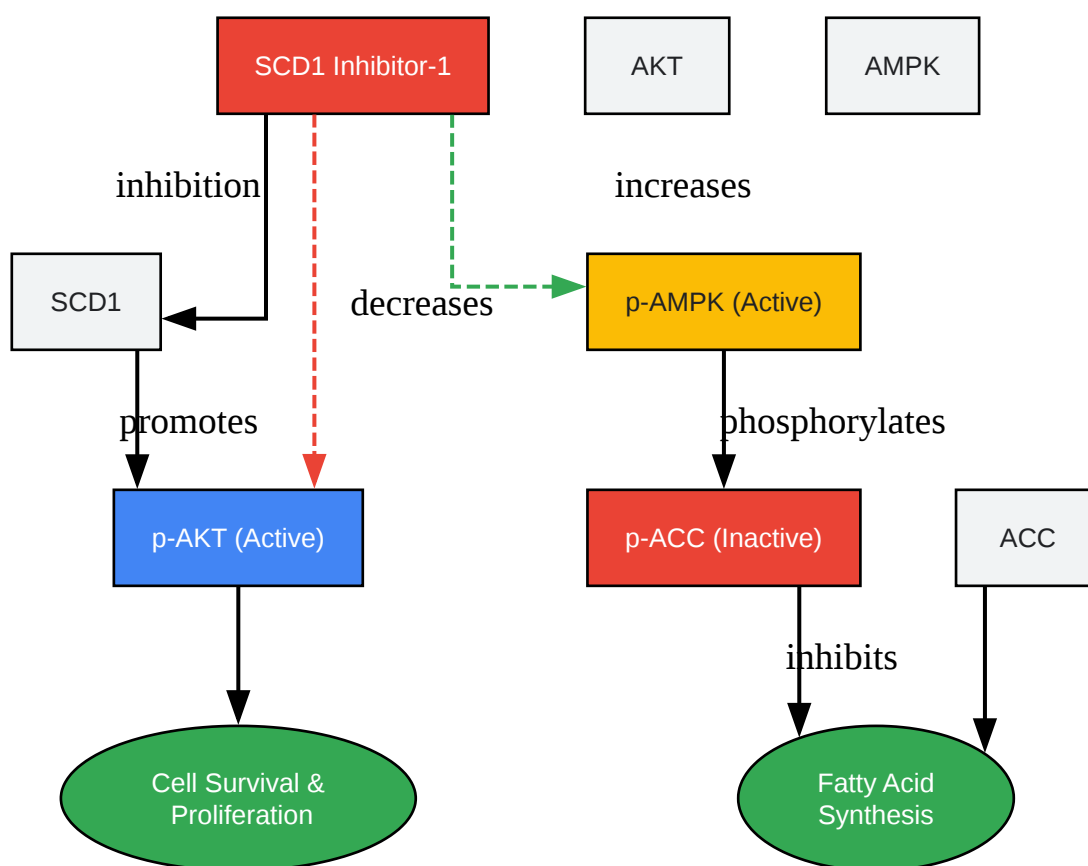 SCD1 Inhibitor-1
AKT
AMPK
inhibition
increases
SCD1
decreases
p-AMPK (Active)
promotes
phosphorylates
p-AKT (Active)
p-ACC (Inactive)
ACC
inhibits
Cell Survival &
Proliferation
Fatty Acid
Synthesis